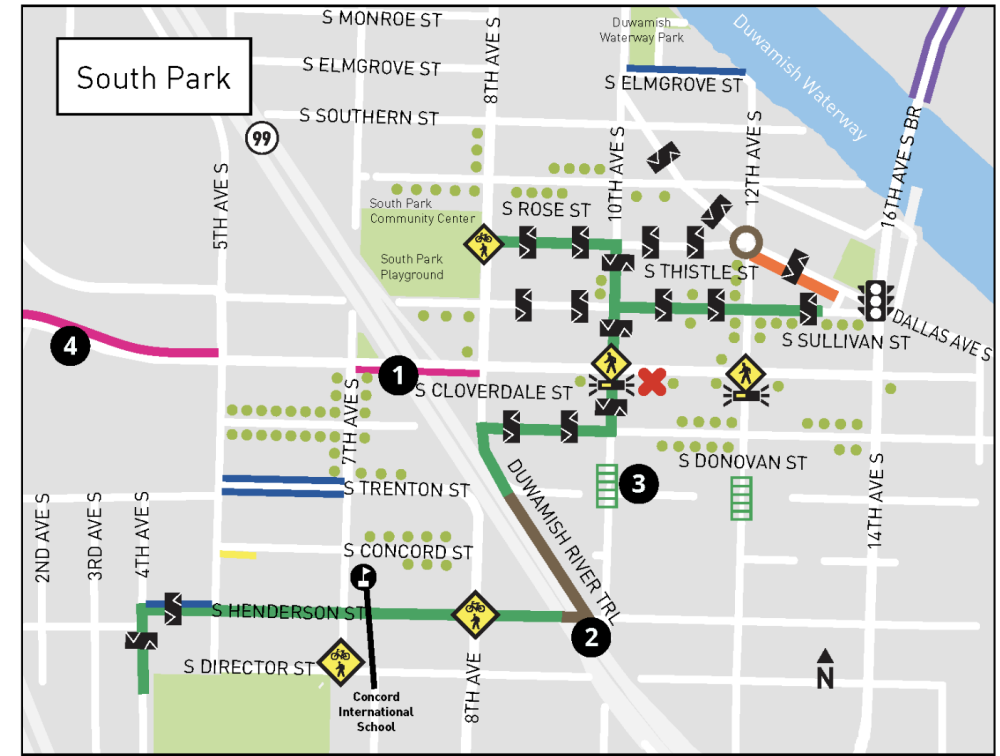 South Park
S MONROE ST
S ELMGROVE ST
S SOUTHERN ST
99
8TH AVE S
5TH AVE S
Duwamish
Waterway Park
S ELMGROVE ST
Duwamish Waterway
10TH AVE S
12TH AVE S
16TH AVE S BR
South Park
Community Center
South Park
Playground
S ROSE ST
S THISTLE ST
DALLAS AVE S
S SULLIVAN ST
4
1
S CLOVERDALE ST
7TH AVE S
S DONOVAN ST
3
S TRENTON ST
DUWAMISH RIVER TRL
14TH AVE S
2ND AVE S
3RD AVE S
4TH AVE S
S CONCORD ST
S HENDERSON ST
2
S DIRECTOR ST
8TH AVE
Concord
International
School
N